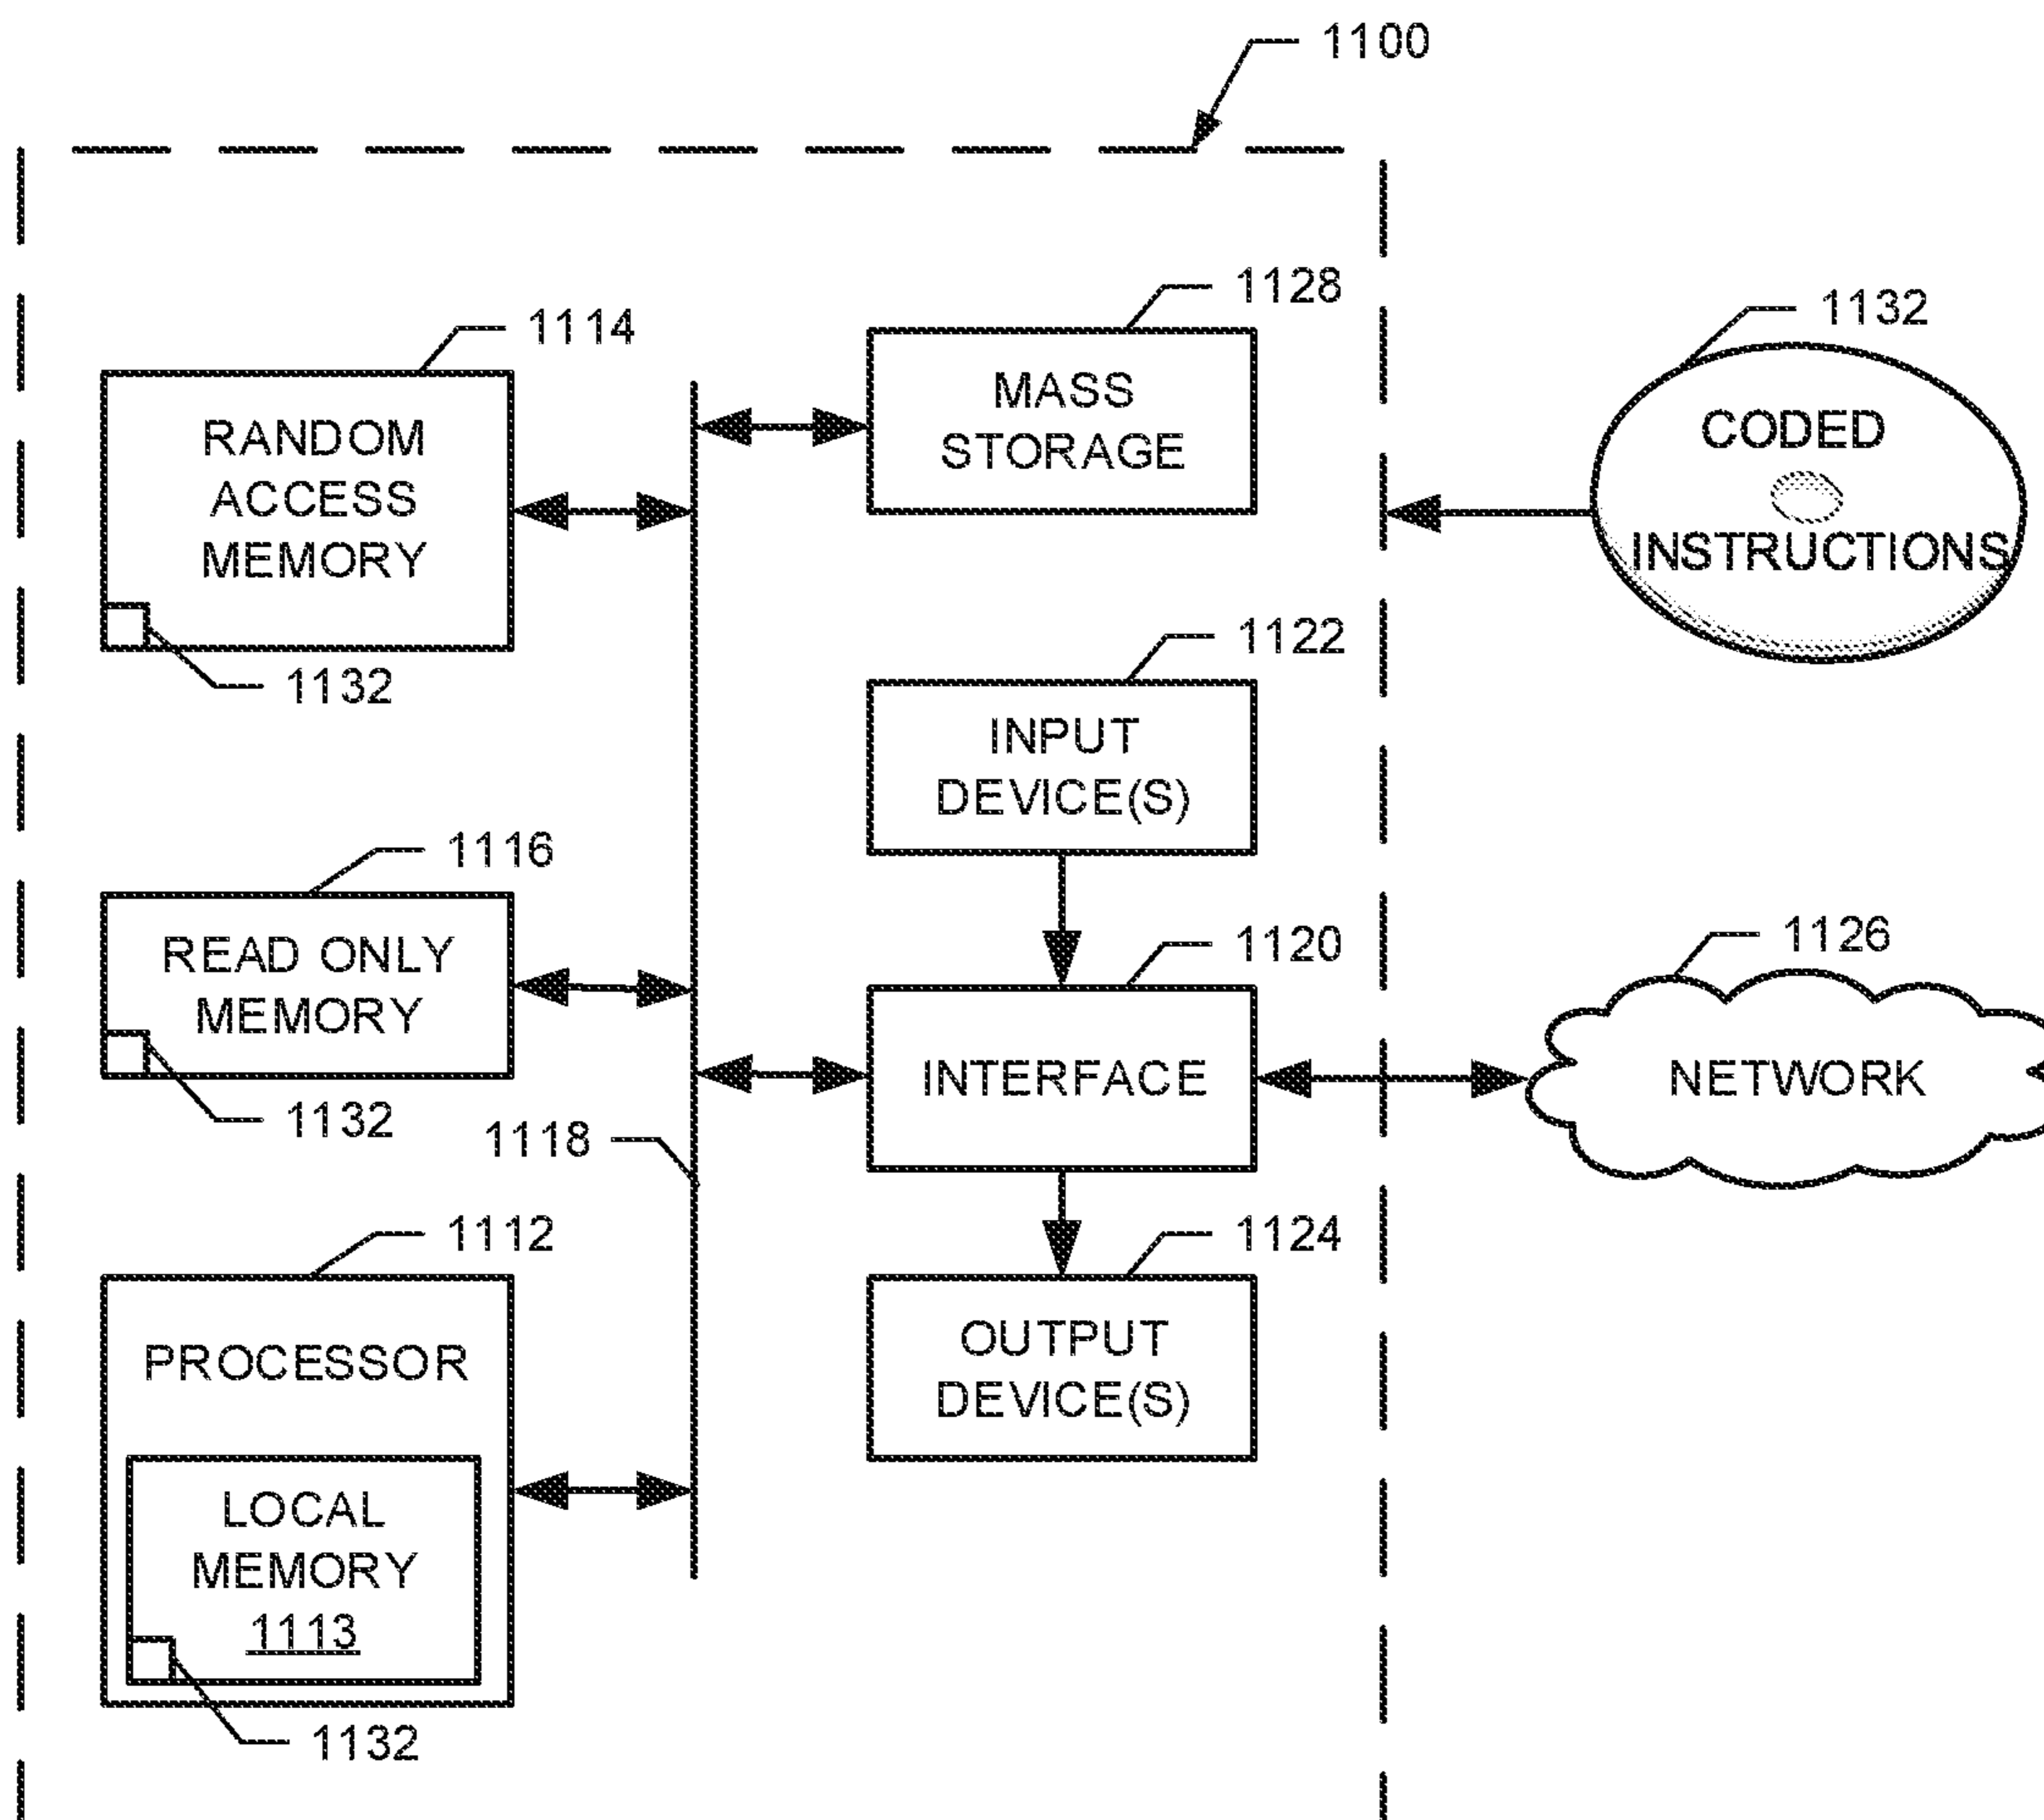 1100
1128
1114
1132
MASS
STORAGE
RANDOM
ACCESS
MEMORY
CODED
INSTRUCTIONS
1122
1132
INPUT
DEVICE(S)
1116
1120
1126
READ ONLY
MEMORY
INTERFACE
NETWORK
1132
1118
1112
1124
PROCESSOR
OUTPUT
DEVICE(S)
LOCAL
MEMORY
1113
1132